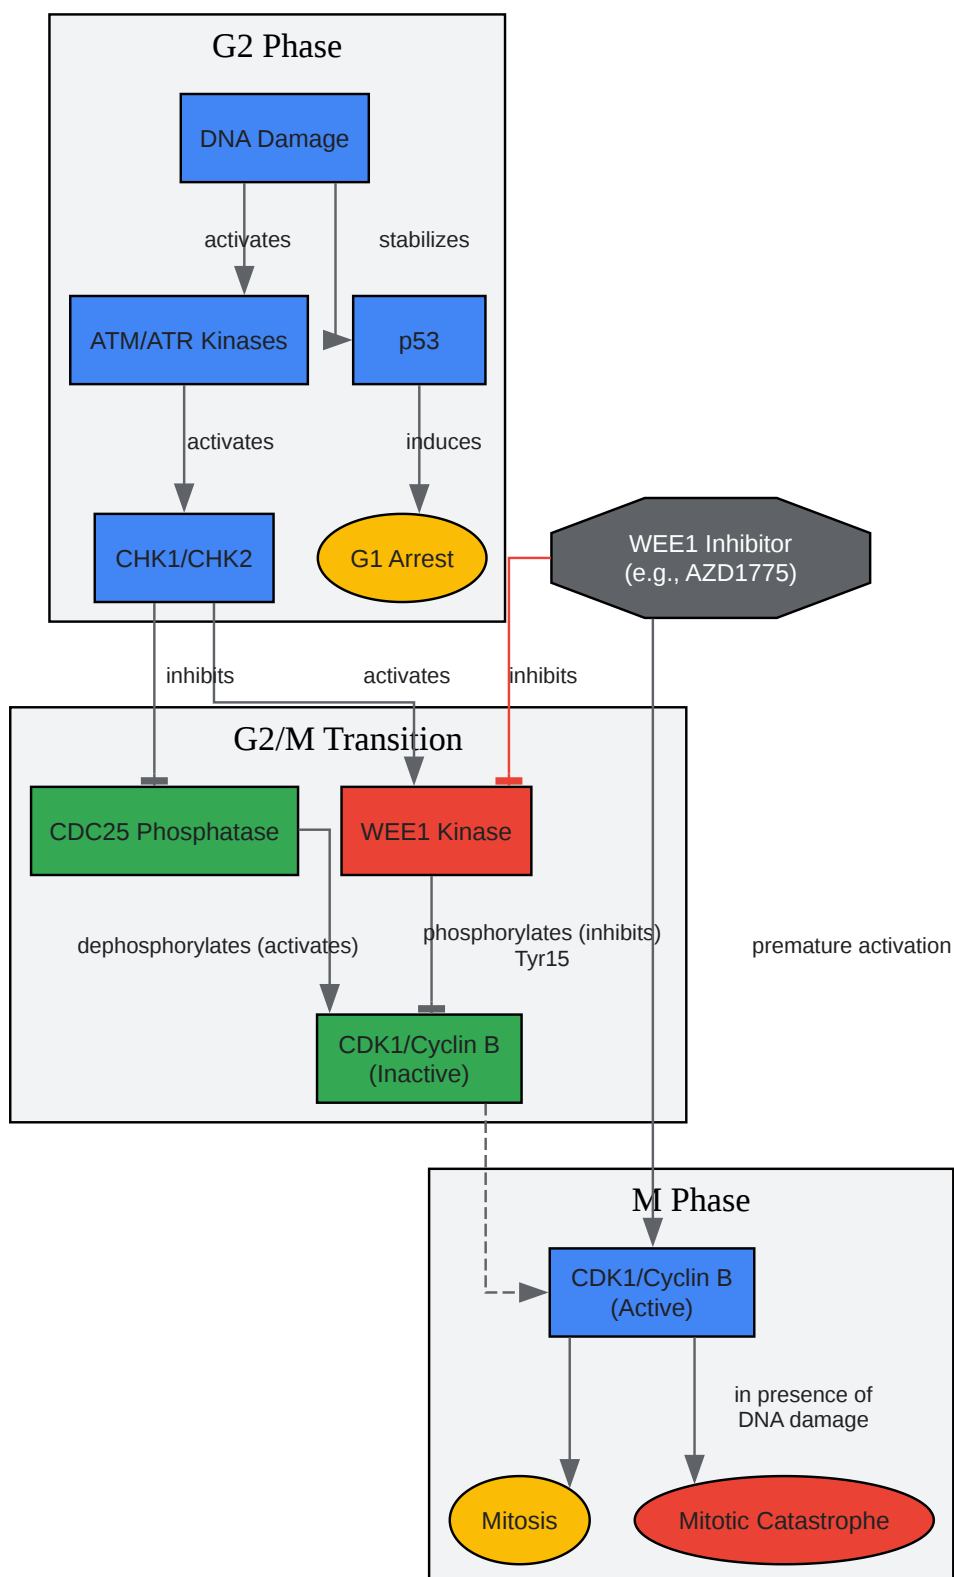 G2 Phase
DNA Damage
activates
stabilizes
ATM/ATR Kinases
p53
activates
induces
CHK1/CHK2
G1 Arrest
WEE1 Inhibitor
(e.g., AZD1775)
inhibits
activates
inhibits
G2/M Transition
CDC25 Phosphatase
WEE1 Kinase
dephosphorylates (activates)
phosphorylates (inhibits)
Tyr15
premature activation
CDK1/Cyclin B
(Inactive)
M Phase
CDK1/Cyclin B
(Active)
in presence of
DNA damage
Mitosis
Mitotic Catastrophe